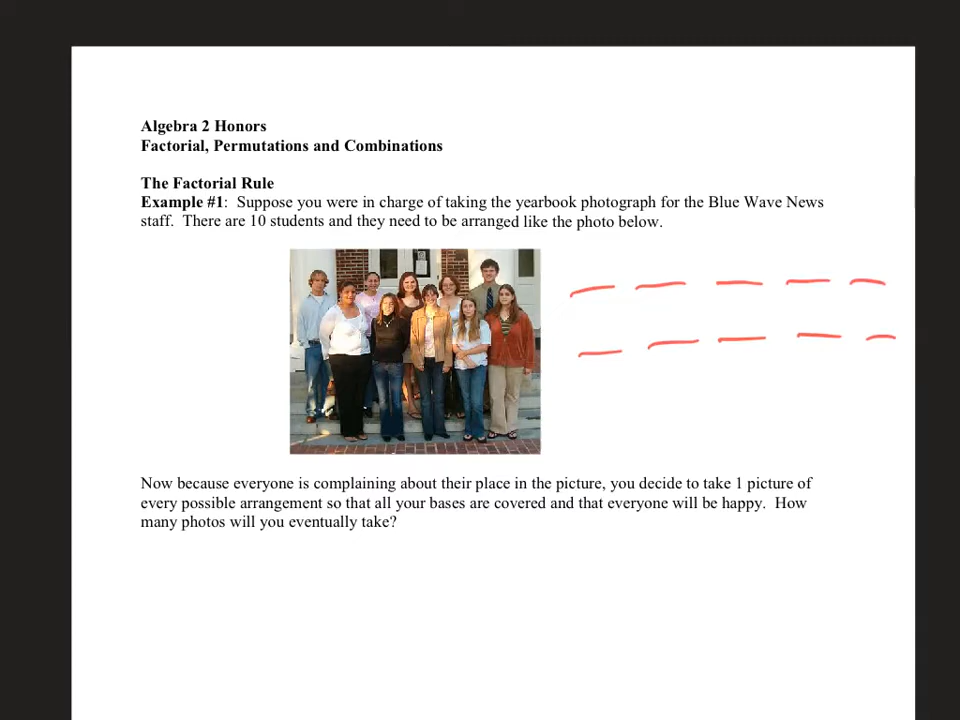 Algebra 2 Honors
Factorial, Permutations and Combinations
The Factorial Rule
Example #1:  Suppose you were in charge of taking the yearbook photograph for the Blue Wave News
staff.  There are 10 students and they need to be arranged like the photo below.
Now because everyone is complaining about their place in the picture, you decide to take 1 picture of
every possible arrangement so that all your bases are covered and that everyone will be happy.  How
many photos will you eventually take?